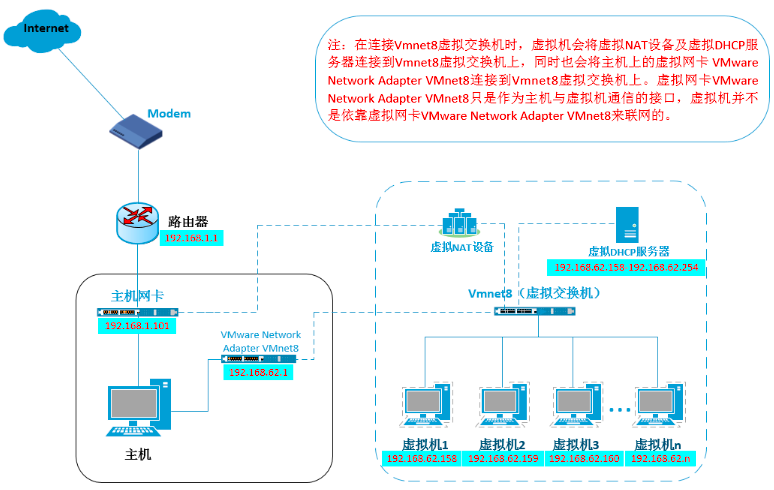 Internet
注：在连接Vmnet8虚拟交换机时，虚拟机会将虚拟NAT设备及虚拟DHCP服
务器连接到Vmnet8虚拟交换机上，同时也会将主机上的虚拟网卡 VMware
Network Adapter VMnet8连接到Vmnet8虚拟交换机上。虚拟网卡VMware
Network Adapter VMnet8只是作为主机与虚拟机通信的接口，虚拟机并不
是依靠虚拟网卡VMware Network Adapter VMnet8来联网的。
Modem
路由器
192.168.1.1
虚拟NAT设备
虚拟DHCP服务器
192.168.62.158-192.168.62.254
主机网卡
192.168.1.101
Vmnet8（虚拟交换机）
VMware Network
Adapter VMnet8
192.168.62.1
主机
虚拟机1
192.168.62.158
虚拟机2
192.168.62.159
虚拟机3
192.168.62.160
...
虚拟机n
192.168.62.n